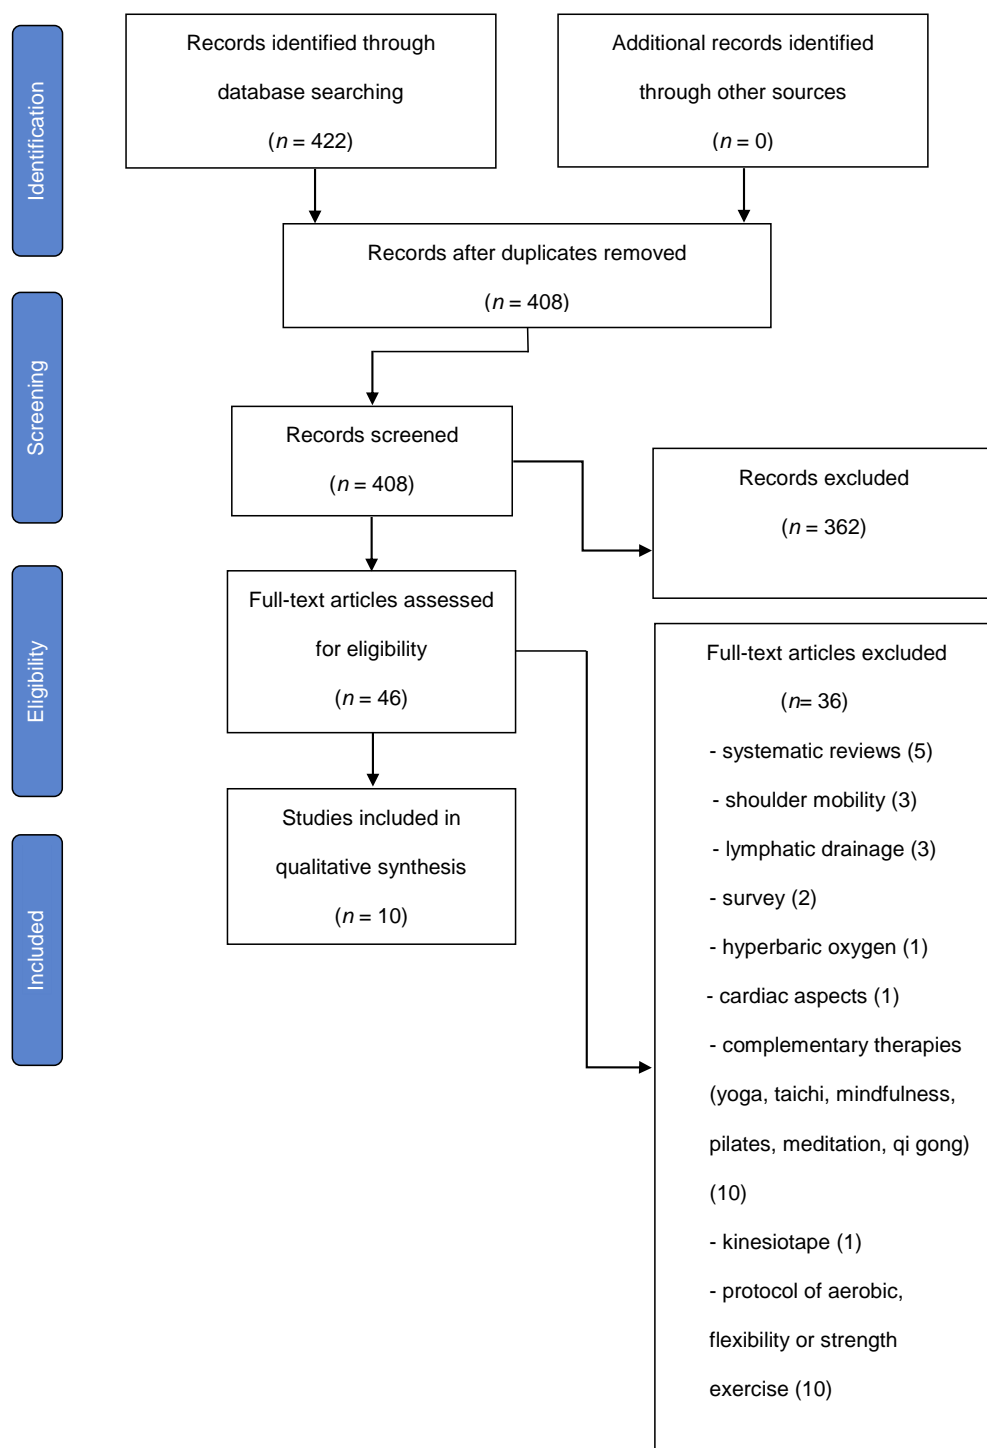 Identification
Records identified through
database searching
(n = 422)
Additional records identified
through other sources
(n = 0)
Records after duplicates removed
(n = 408)
Screening
Records screened
(n = 408)
Records excluded
(n = 362)
Eligibility
Full-text articles assessed
for eligibility
(n = 46)
Full-text articles excluded
(n= 36)
- systematic reviews (5)
- shoulder mobility (3)
- lymphatic drainage (3)
- survey (2)
- hyperbaric oxygen (1)
- cardiac aspects (1)
- complementary therapies
(yoga, taichi, mindfulness,
pilates, meditation, qi gong)
(10)
- kinesiotape (1)
- protocol of aerobic,
flexibility or strength
exercise (10)
Included
Studies included in
qualitative synthesis
(n = 10)